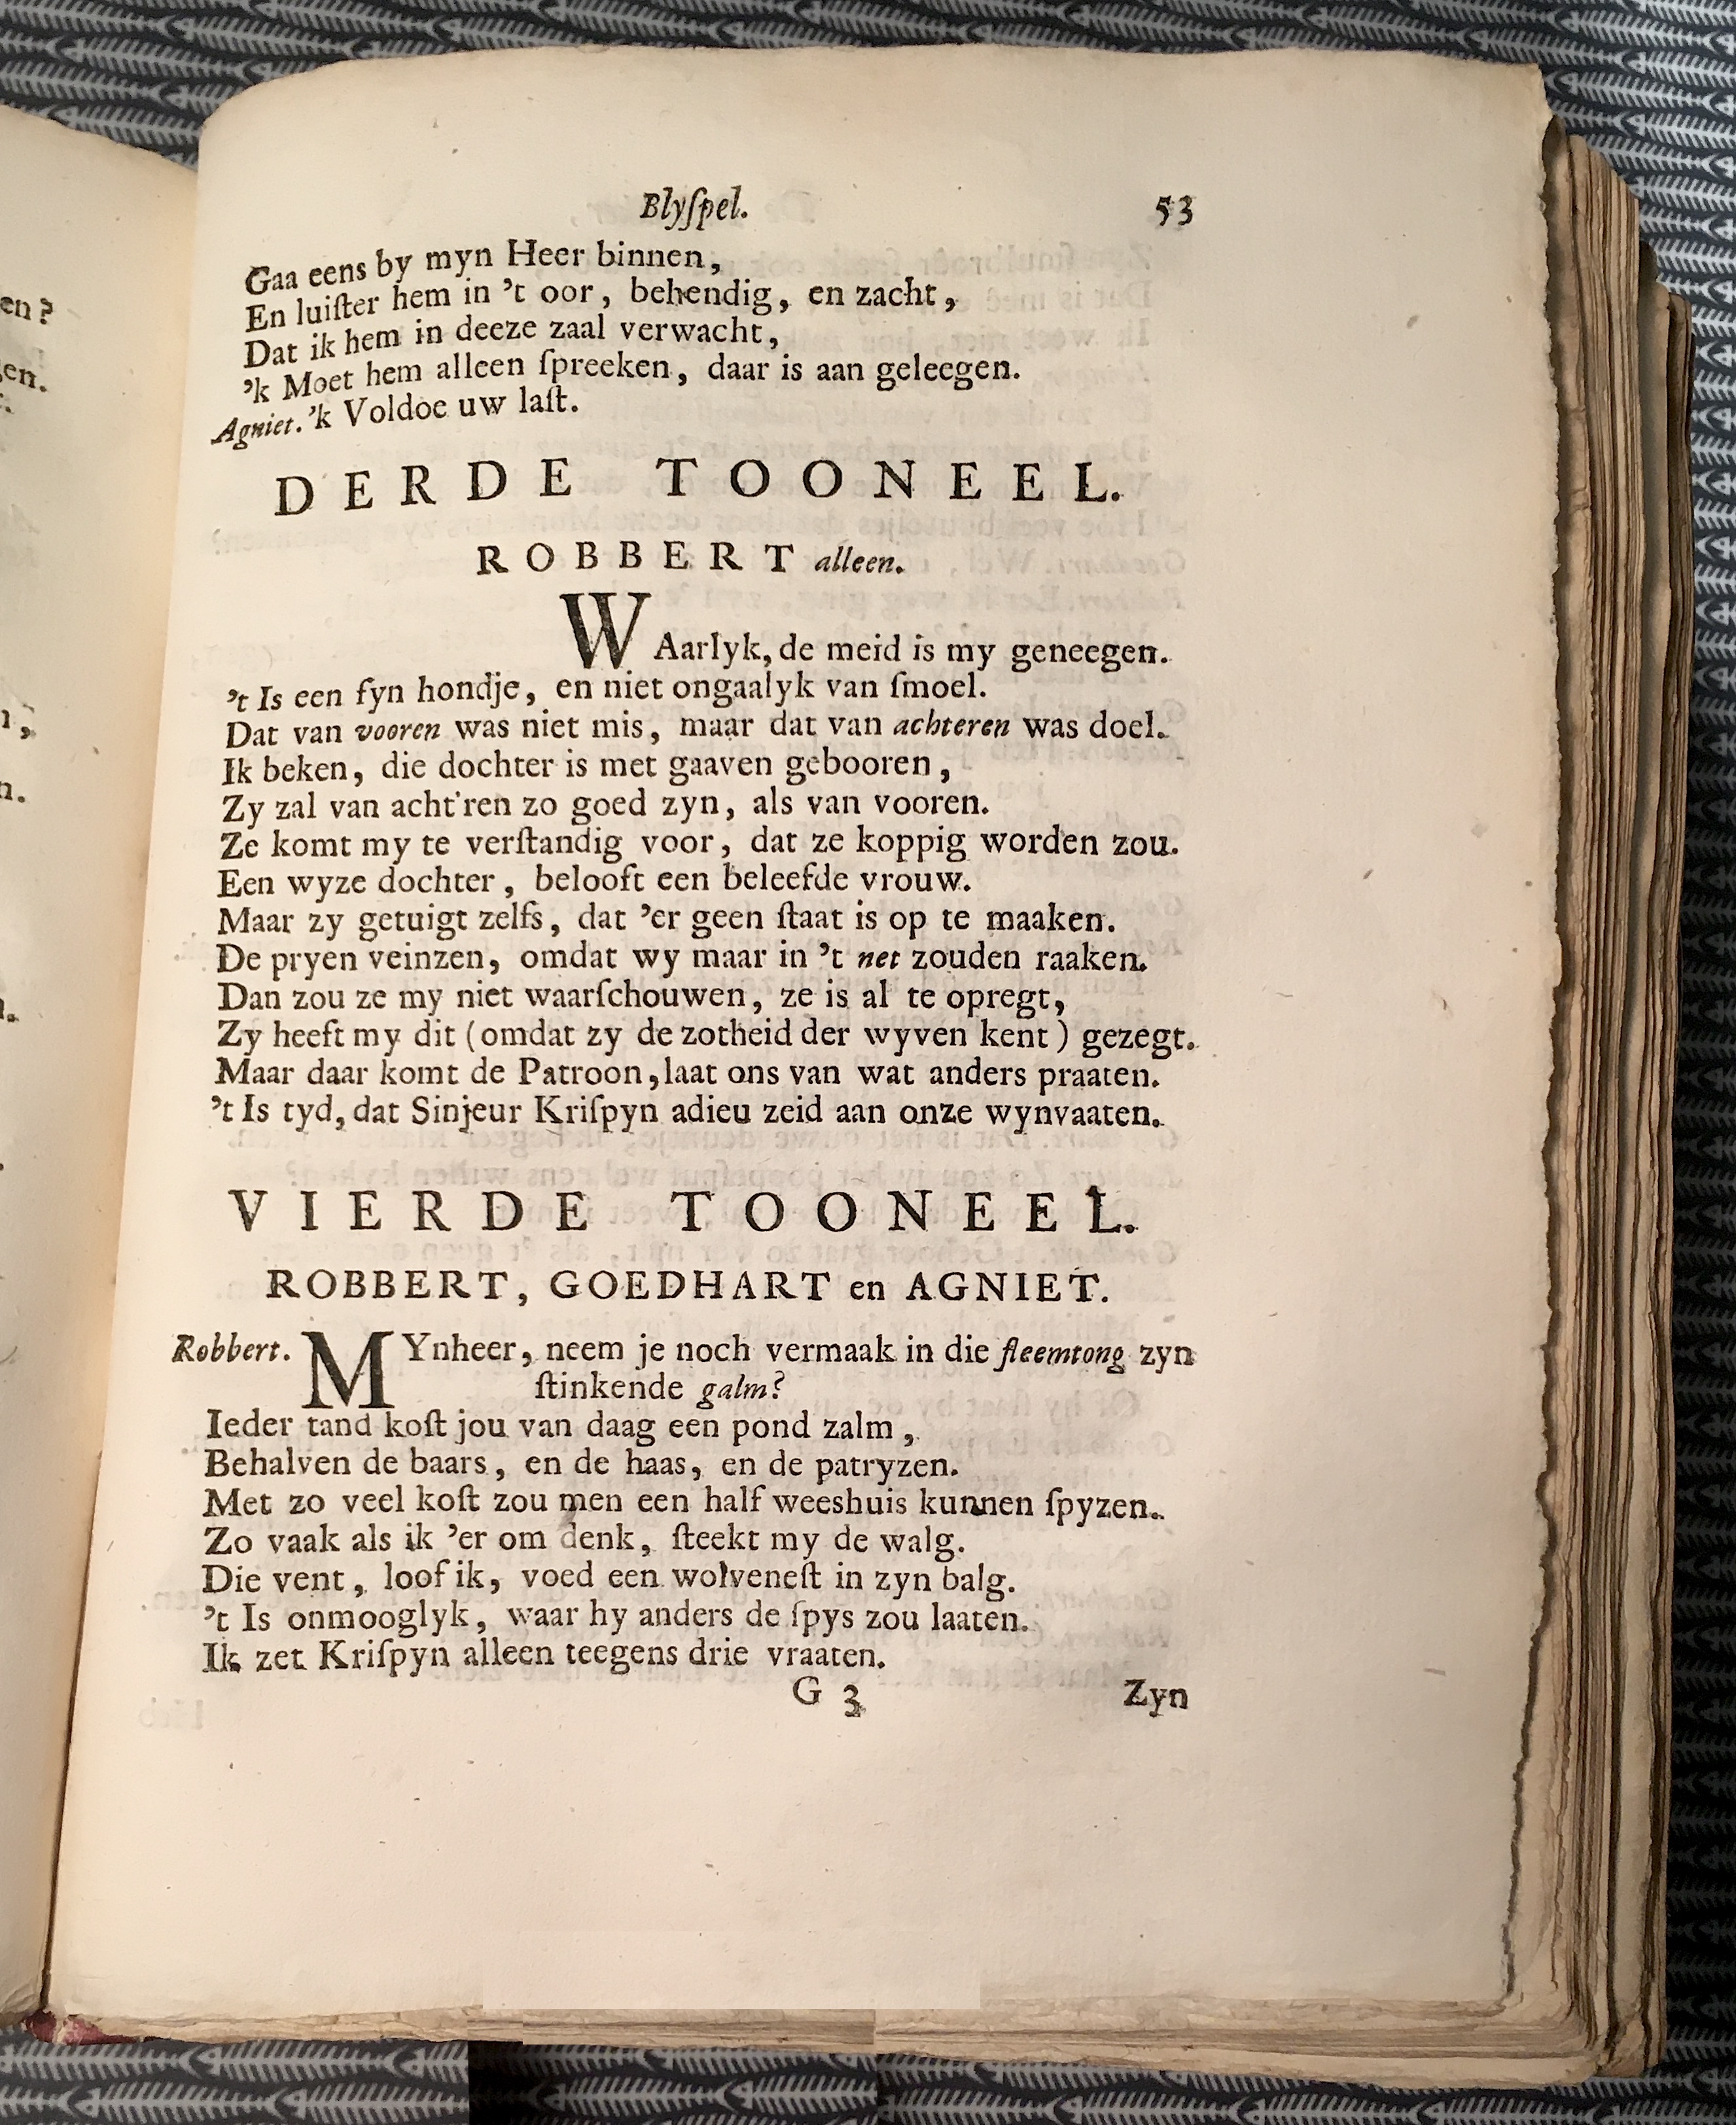 Blyſpel. 53
Gaa eens by myn Heer binnen,
En luiſter hem in 't oor, behendig, en zacht,
Dat ik hem in deeze zaal verwacht,
'k Moet hem alleen ſpreeken, daar is aan geleegen.
Agniet. 'k Voldoe uw laſt.
DERDE TOONEEL.
ROBBERT alleen.
WAarlyk, de meid is my geneegen.
't Is een fyn hondje, en niet ongaalyk van ſmoel.
Dat van vooren was niet mis, maar dat van achteren was doel.
Ik beken, die dochter is met gaaven gebooren,
Zy zal van acht'ren zo goed zyn, als van vooren.
Ze komt my te verſtandig voor, dat ze koppig worden zou.
Een wyze dochter, belooft een beleefde vrouw.
Maar zy getuigt zelfs, dat 'er geen ſtaat is op te maaken.
De pryen veinzen, omdat wy maar in 't net zouden raaken.
Dan zou ze my niet waarſchouwen, ze is al te opregt,
Zy heeft my dit (omdat zy de zotheid der wyven kent) gezegt.
Maar daar komt de Patroon, laat ons van wat anders praaten.
't Is tyd, dat Sinjeur Kriſpyn adieu zeid aan onze wynvaaten.
VIERDE TOONEEL.
ROBBERT, GOEDHART en AGNIET.
Robbert. MYnheer, neem je noch vermaak in die fleemtong zyn
ſtinkende galm?
Ieder tand koſt jou van daag een pond zalm,
Behalven de baars, en de haas, en de patryzen.
Met zo veel koſt zou men een half weeshuis kunnen ſpyzen.
Zo vaak als ik 'er om denk, ſteekt my de walg.
Die vent, loof ik, voed een wolveneſt in zyn balg.
't Is onmooglyk, waar hy anders de ſpys zou laaten.
Ik zet Kriſpyn alleen teegens drie vraaten.
G 3 Zyn
en?